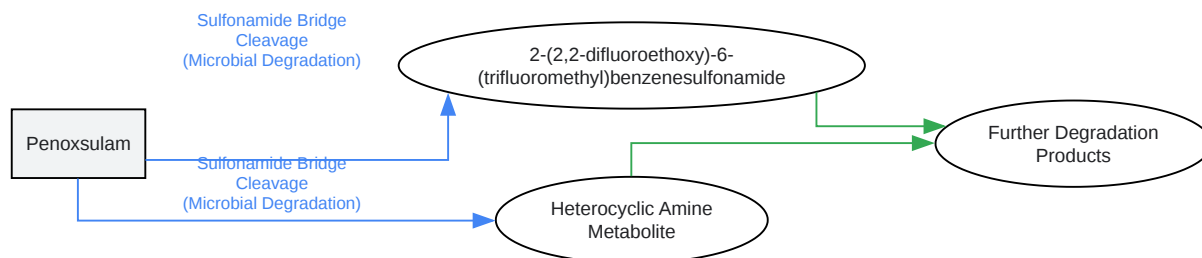 Sulfonamide Bridge
Cleavage
(Microbial Degradation)
2-(2,2-difluoroethoxy)-6-
(trifluoromethyl)benzenesulfonamide
Penoxsulam
Further Degradation
Products
Sulfonamide Bridge
Cleavage
(Microbial Degradation)
Heterocyclic Amine
Metabolite